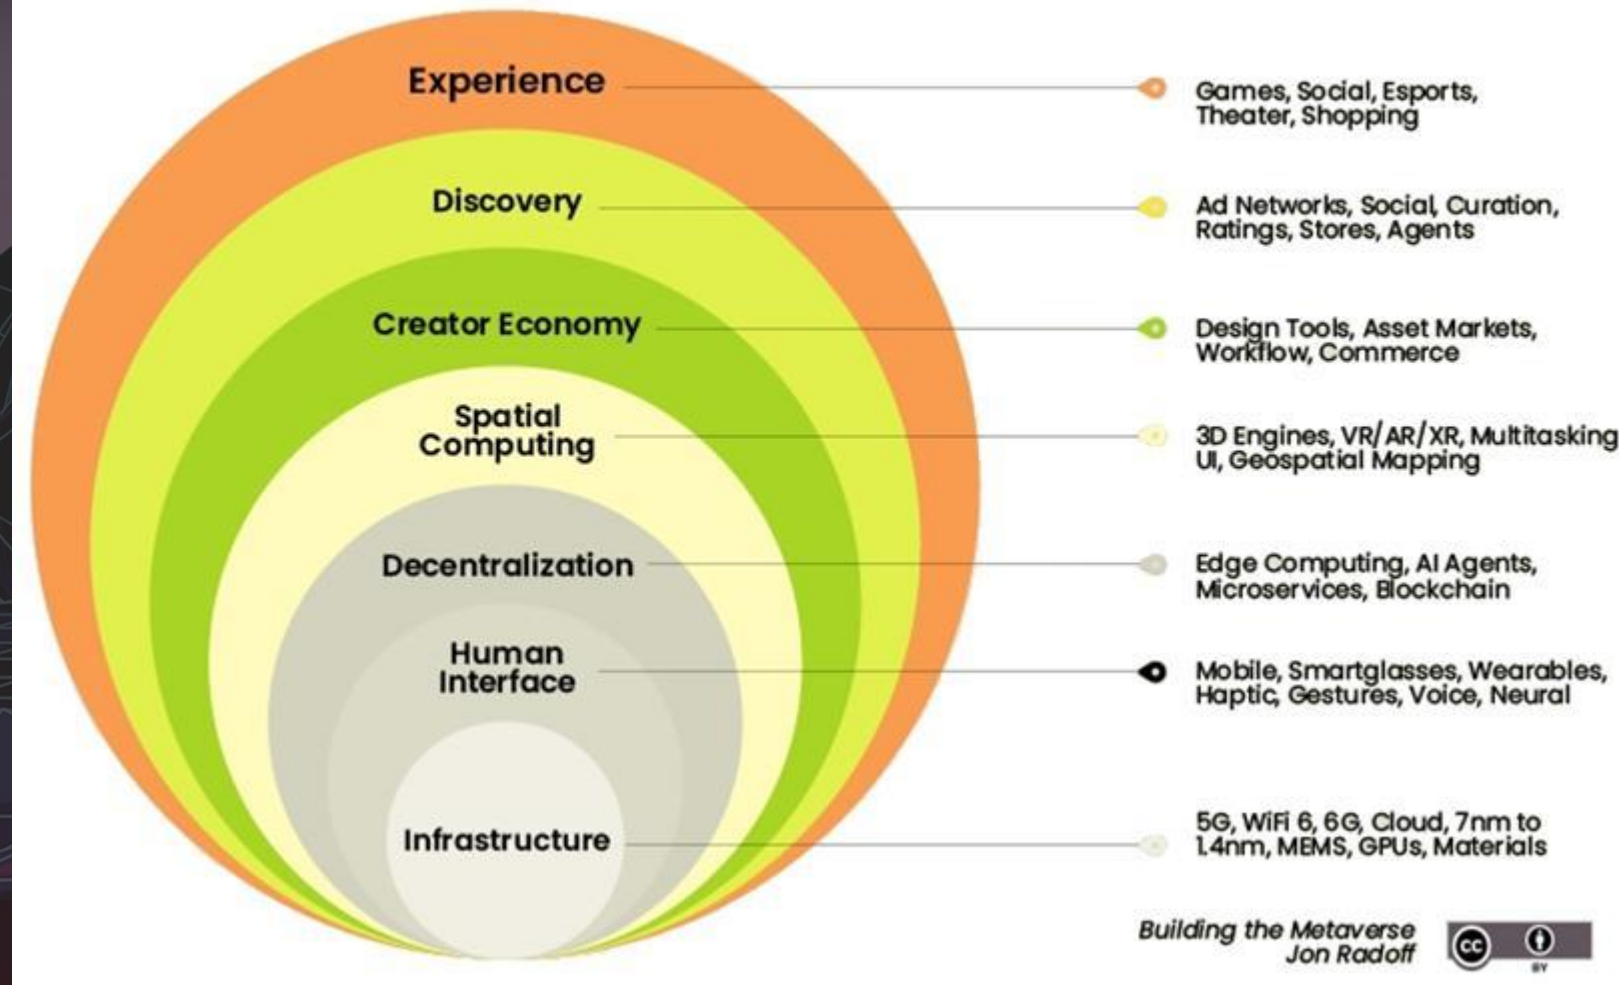 Experience
Games, Social, Esports,
Theater, Shopping
Discovery
Ad Networks, Social, Curation,
Ratings, Stores, Agents
Creator Economy
Design Tools, Asset Markets,
Workflow, Commerce
Spatial
Computing
3D Engines, VR/AR/XR, Multitasking
UI, Geospatial Mapping
Decentralization
Edge Computing, AI Agents,
Microservices, Blockchain
Human
Interface
Mobile, Smartglasses, Wearables,
Haptic, Gestures, Voice, Neural
Infrastructure
5G, WiFi 6, 6G, Cloud, 7nm to
1.4nm, MEMS, GPUs, Materials
Building the Metaverse
Jon Radoff
cc
BY